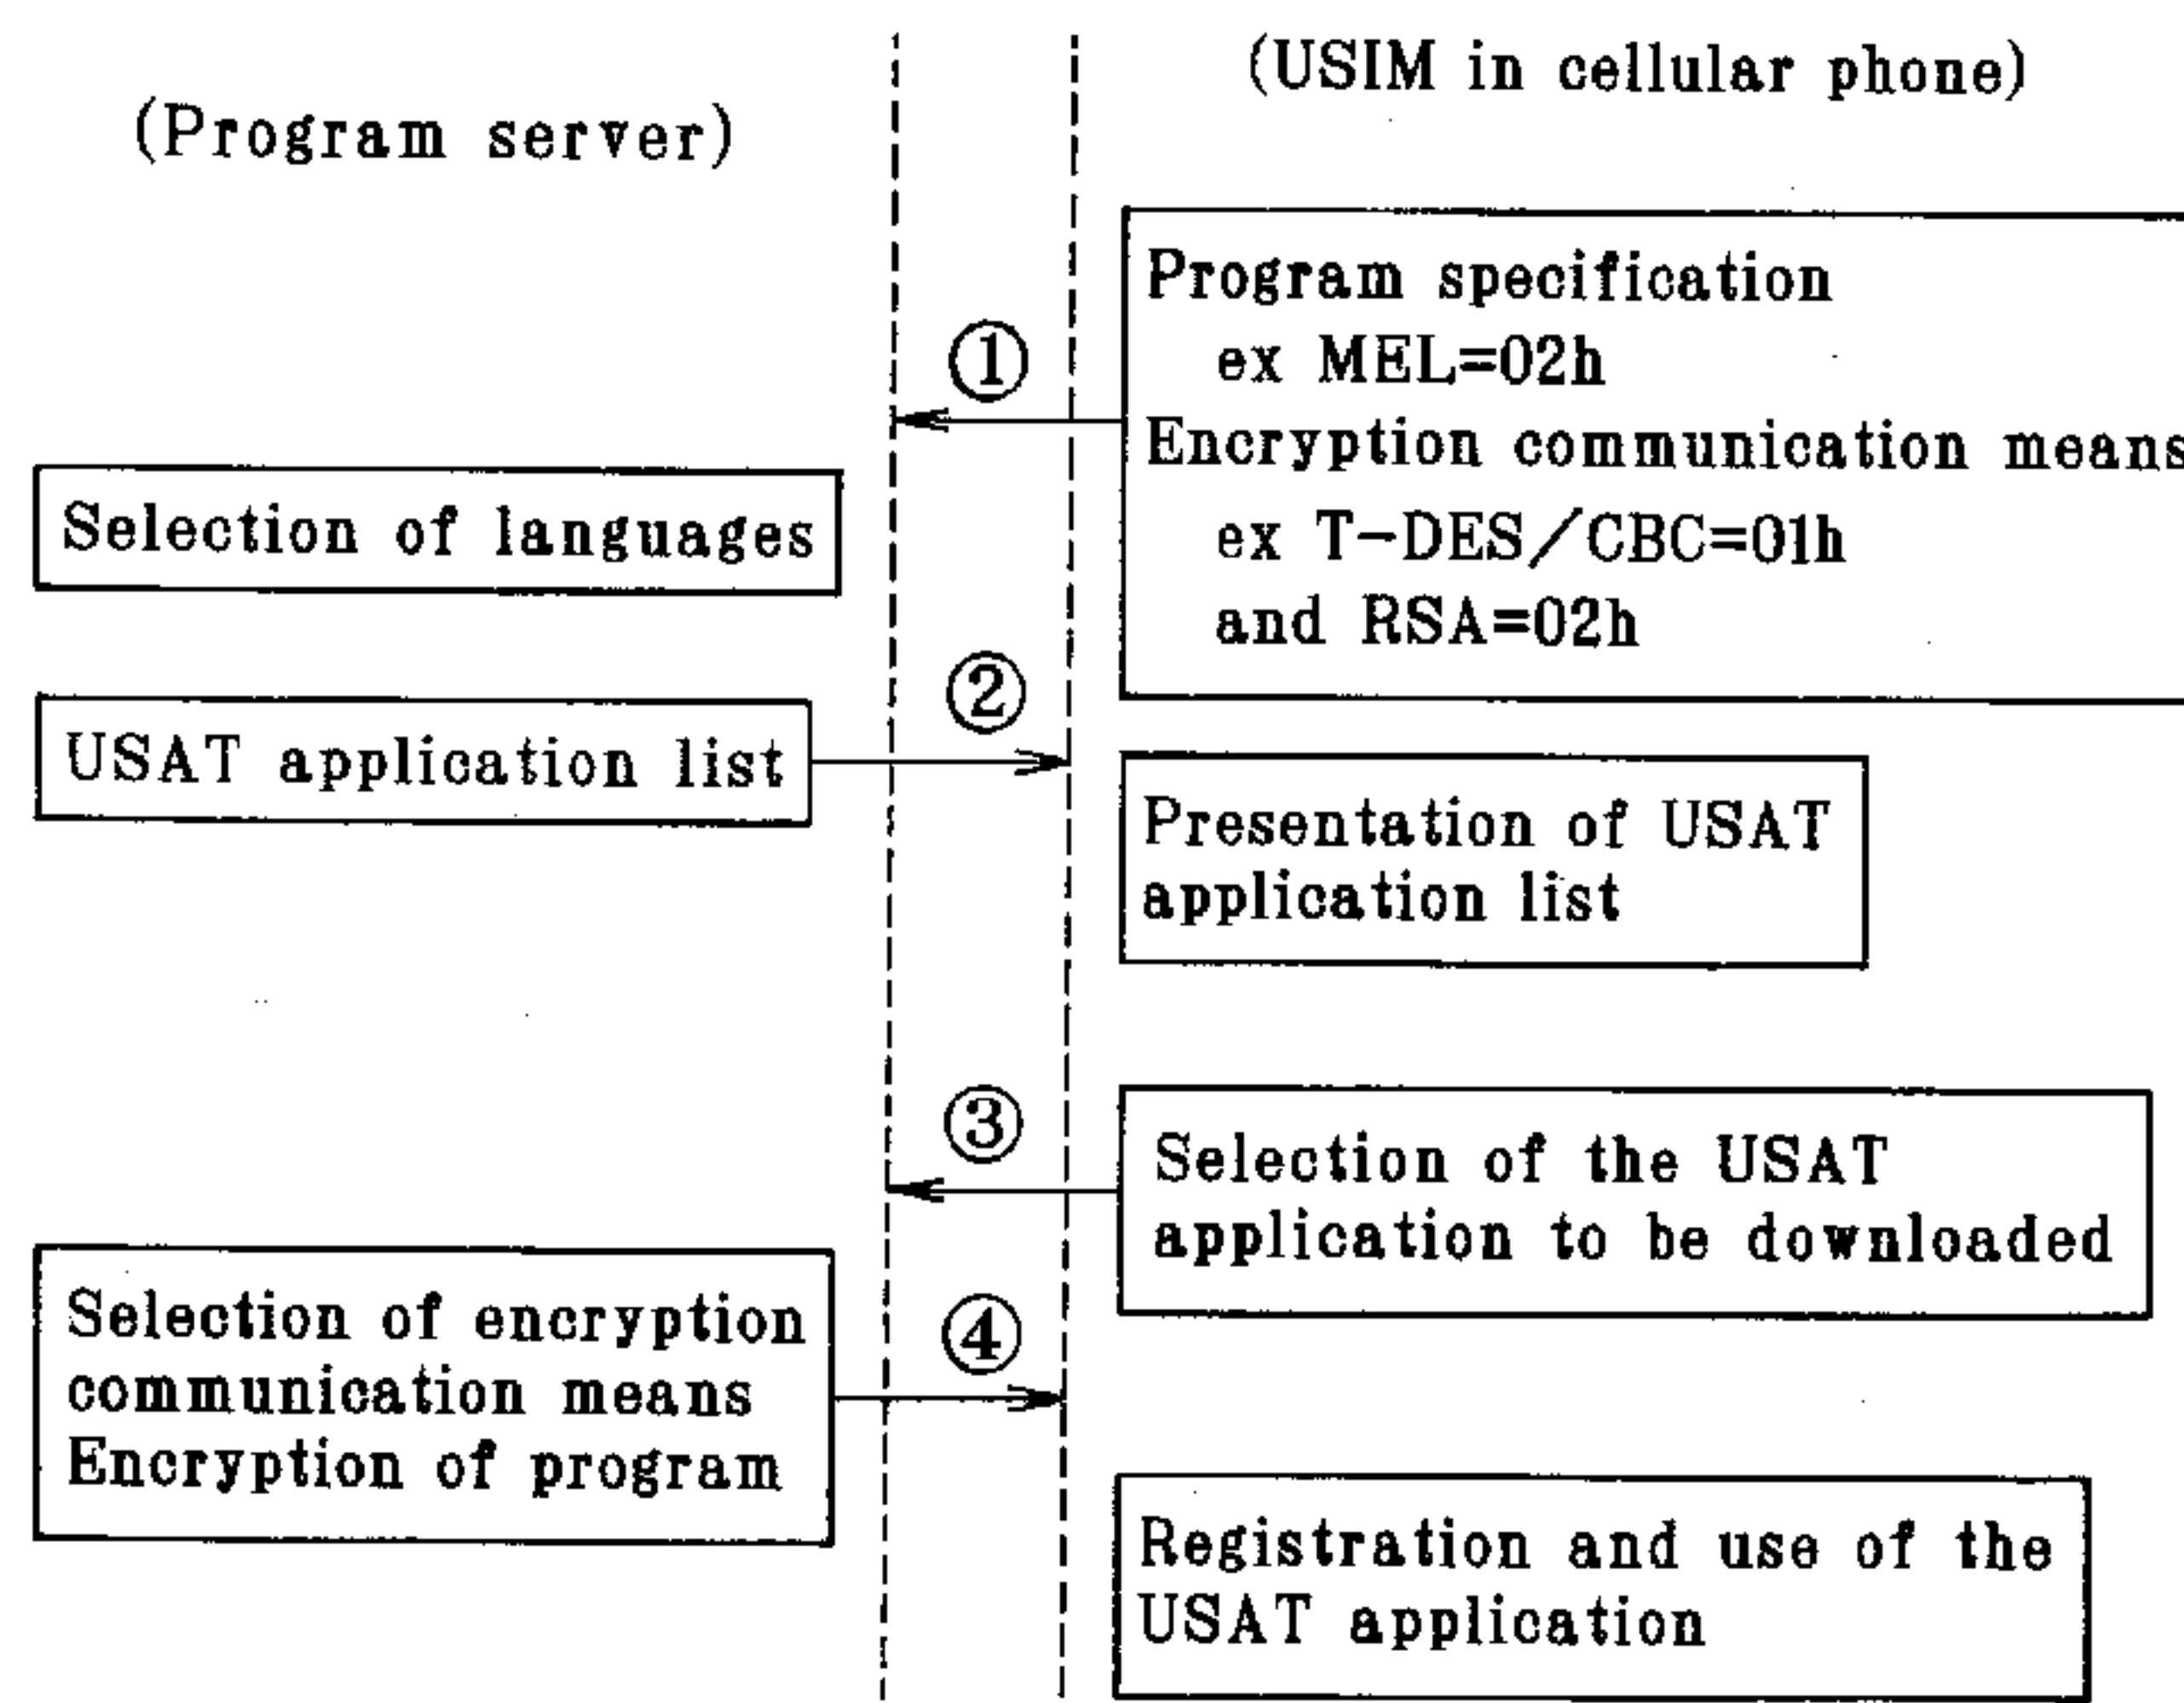 (Program server)
(USIM in cellular phone)
Program specification
ex MEL=02h
Encryption communication means
ex T-DES/CBC=01h
and RSA=02h
①
Selection of languages
②
USAT application list
Presentation of USAT
application list
③
Selection of the USAT
application to be downloaded
④
Selection of encryption
communication means
Encryption of program
Registration and use of the
USAT application